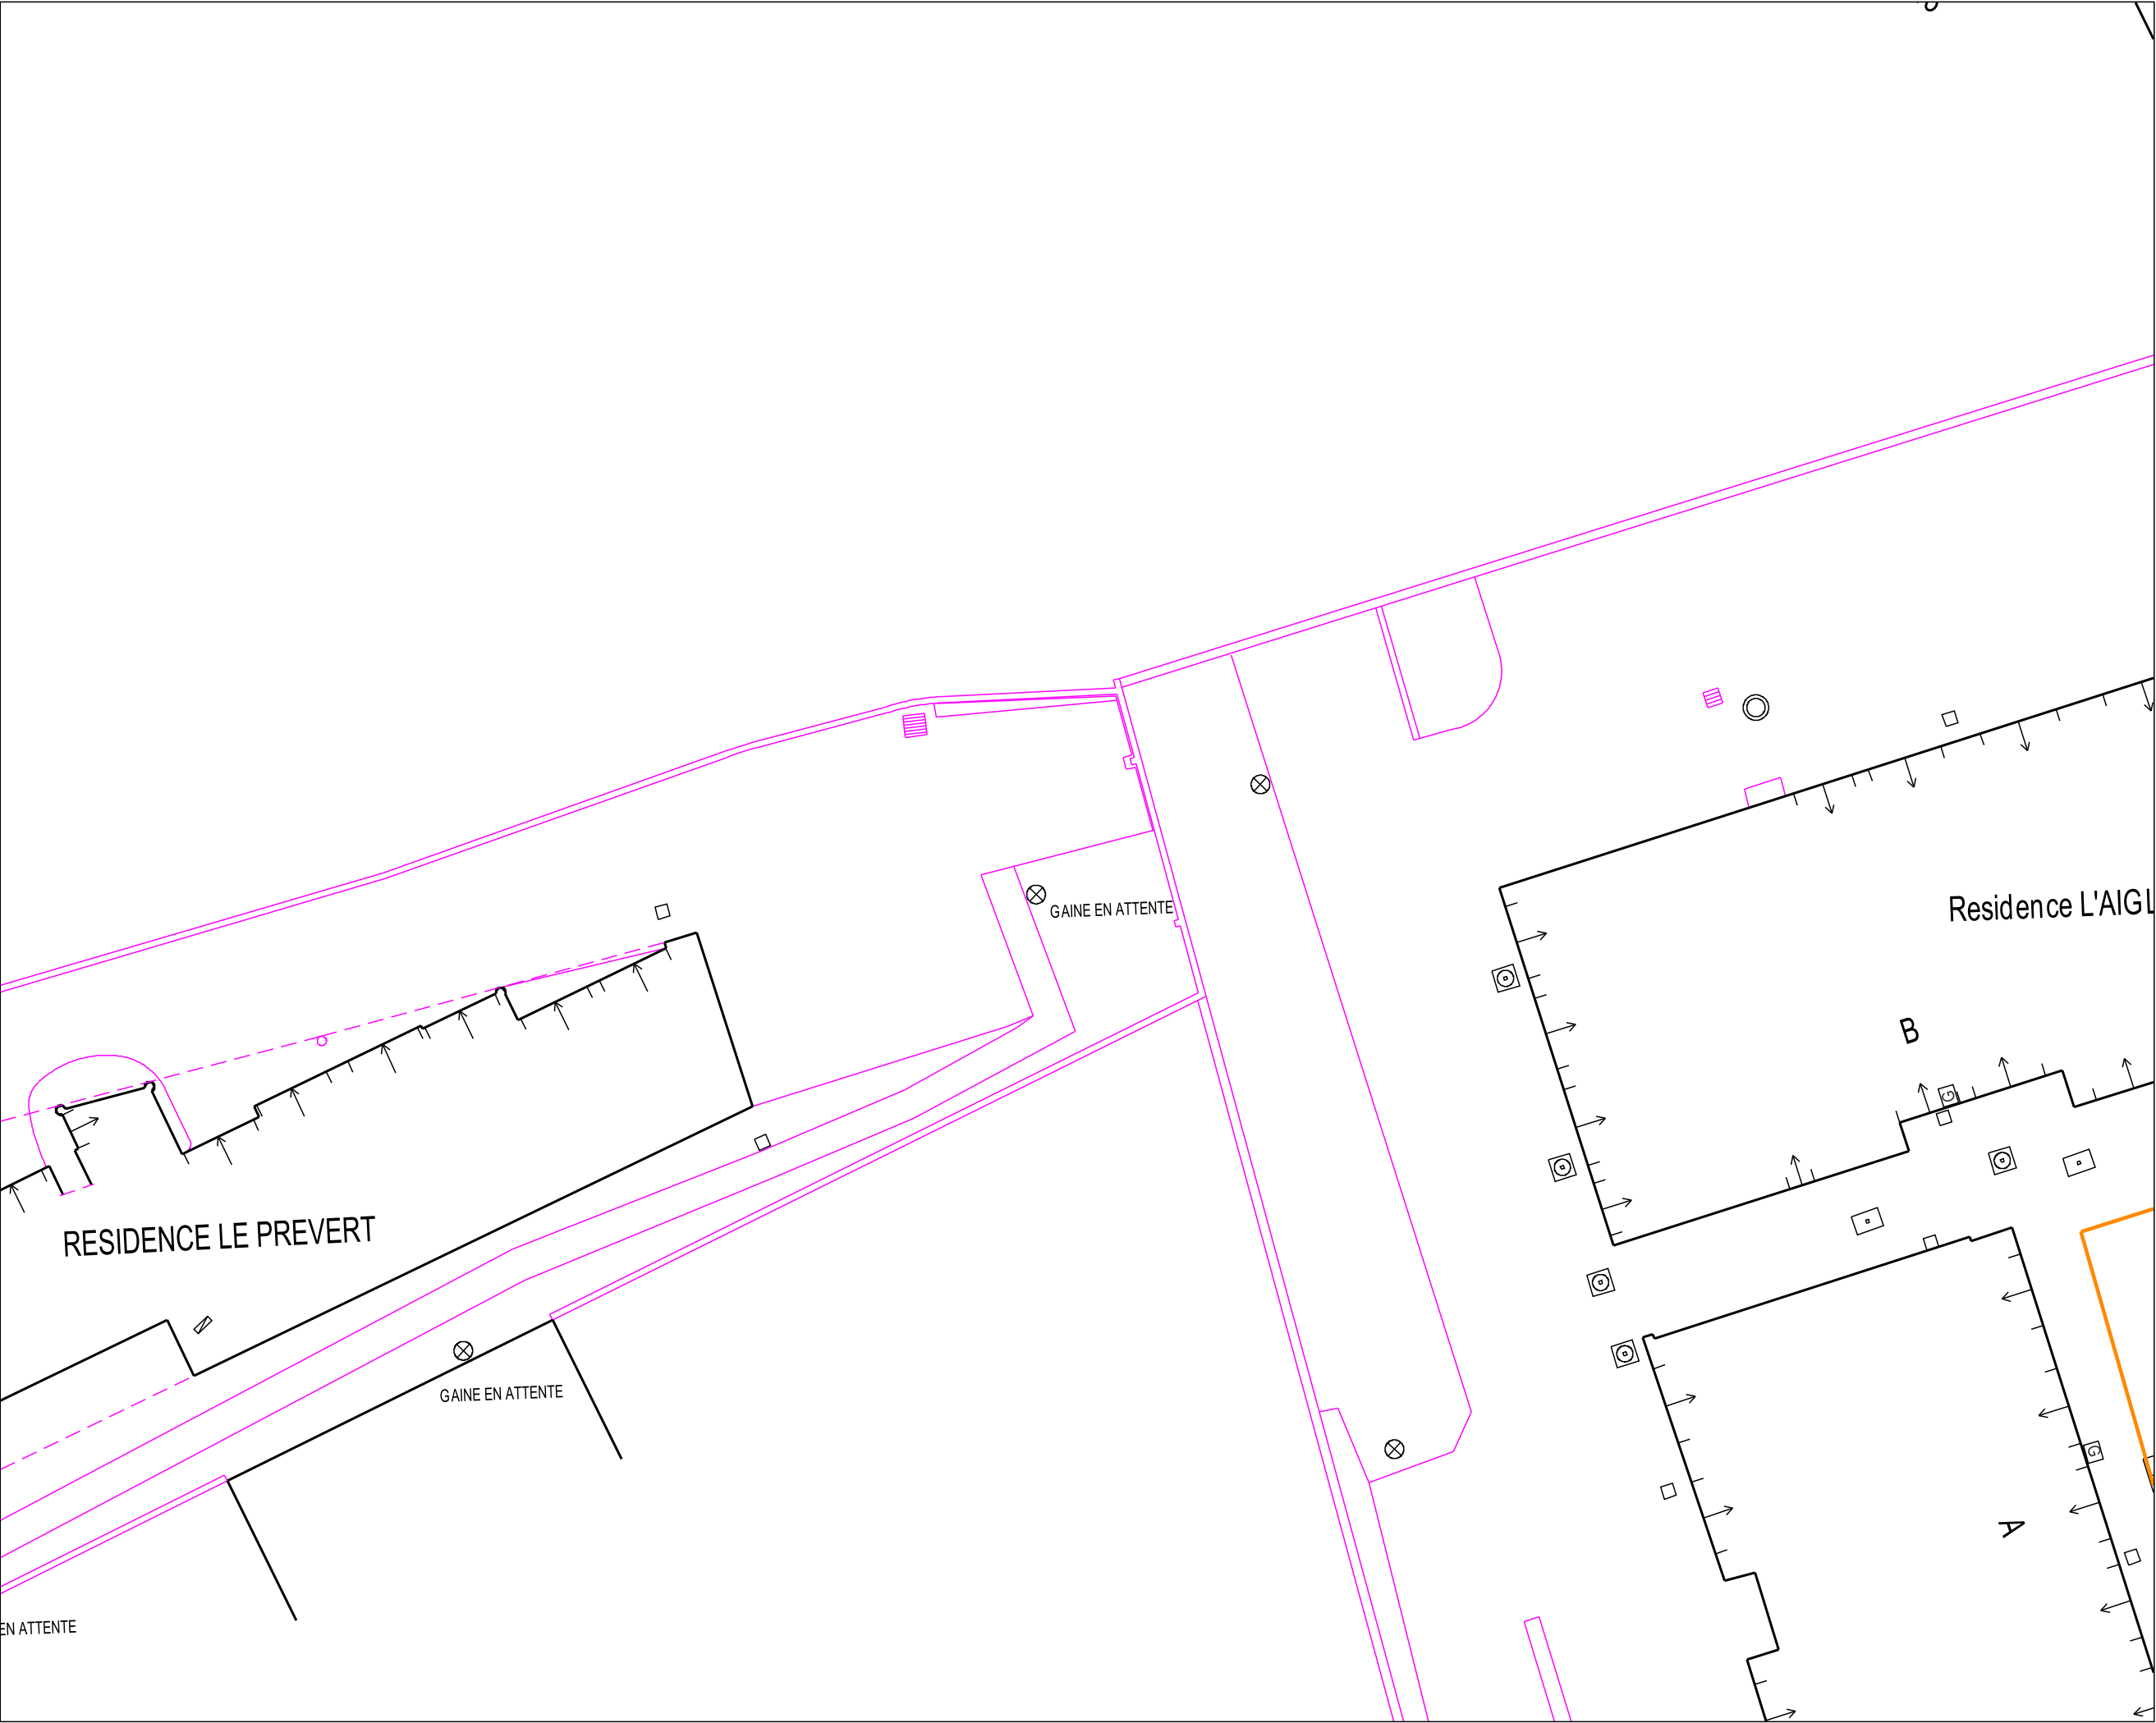 GAINE EN ATTENTE
Residence L'AIGL
B
G
RESIDENCE LE PREVERT
GAINE EN ATTENTE
G
A
EN ATTENTE